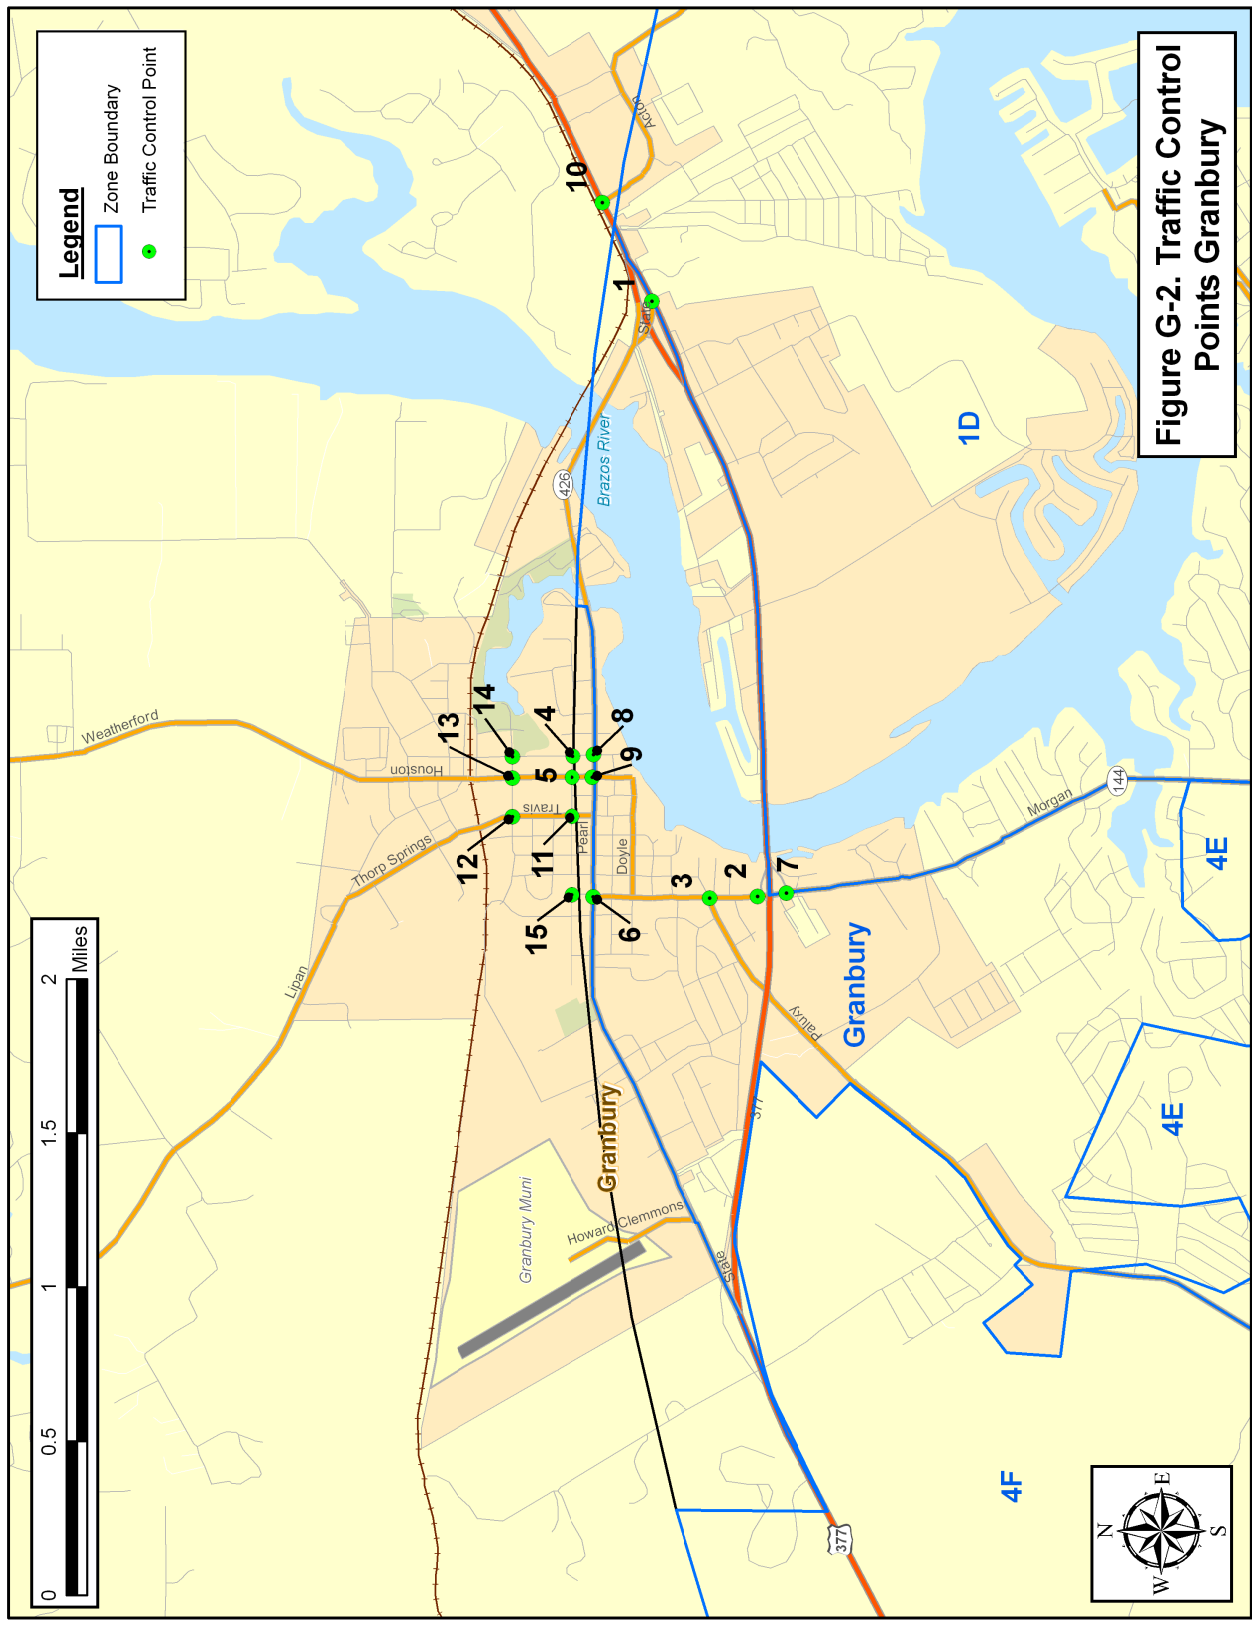 Figure G-2. Traffic Control
Points Granbury
Legend
Zone Boundary
Traffic Control Point
0
0.5
1
1.5
2
Miles
N
E
S
W
Weatherford
Houston
Travis
Thorp Springs
Lipan
Pearl
Doyle
Acton
State
426
Brazos River
10
1
14
13
4
8
5
9
12
11
15
6
3
2
7
Morgan
144
Paluxy
377
Granbury
Granbury
Granbury Muni
Howard Clemmons
State
377
1D
4E
4E
4F